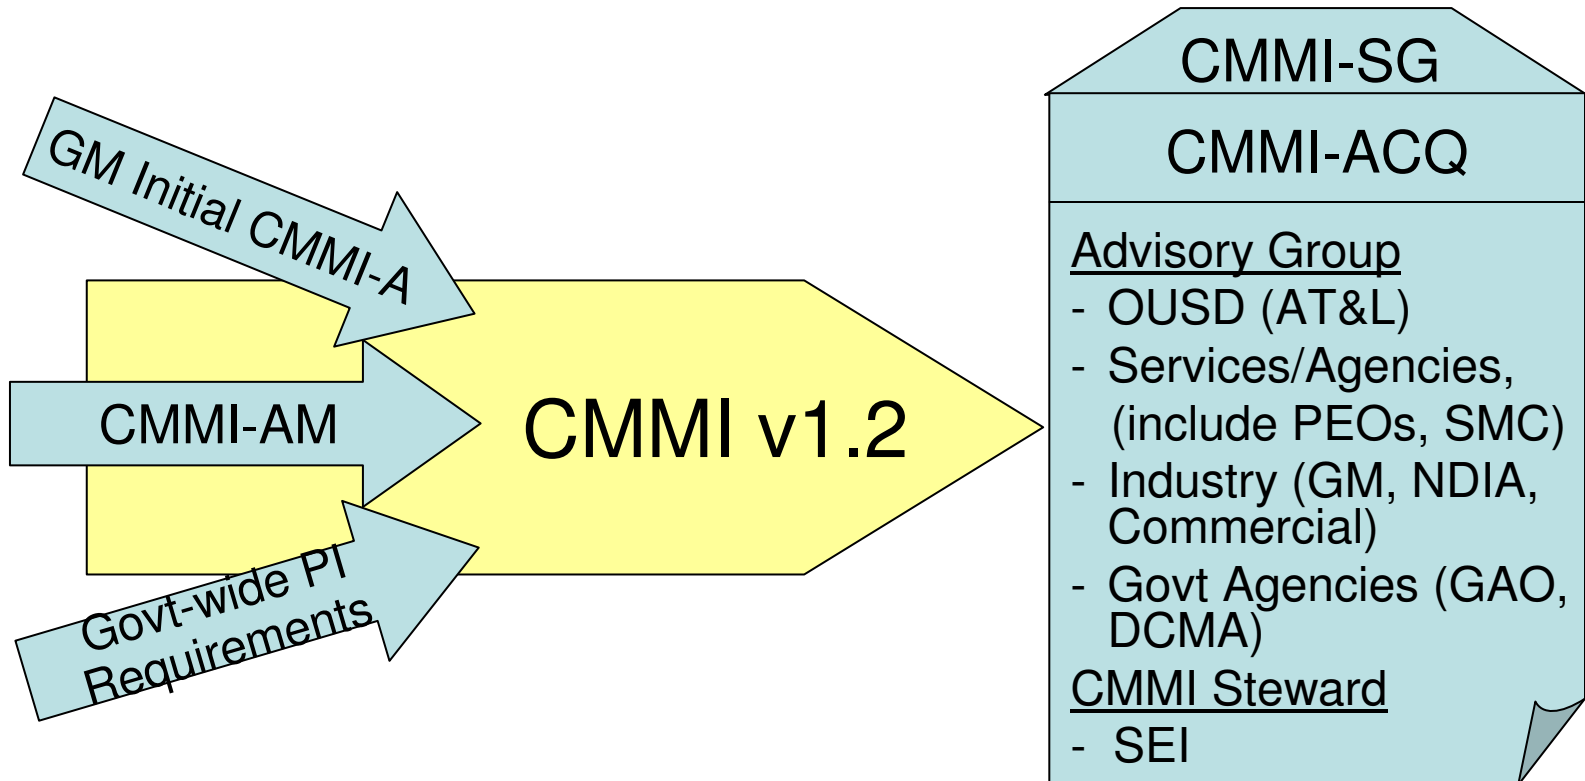 GM Initial CMMI-A
CMMI-AM
Govt-wide PI
Requirements
CMMI v1.2
CMMI-SG
CMMI-ACQ
Advisory Group
- OUSD (AT&L)
- Services/Agencies,
(include PEOs, SMC)
- Industry (GM, NDIA,
Commercial)
- Govt Agencies (GAO,
DCMA)
CMMI Steward
- SEI